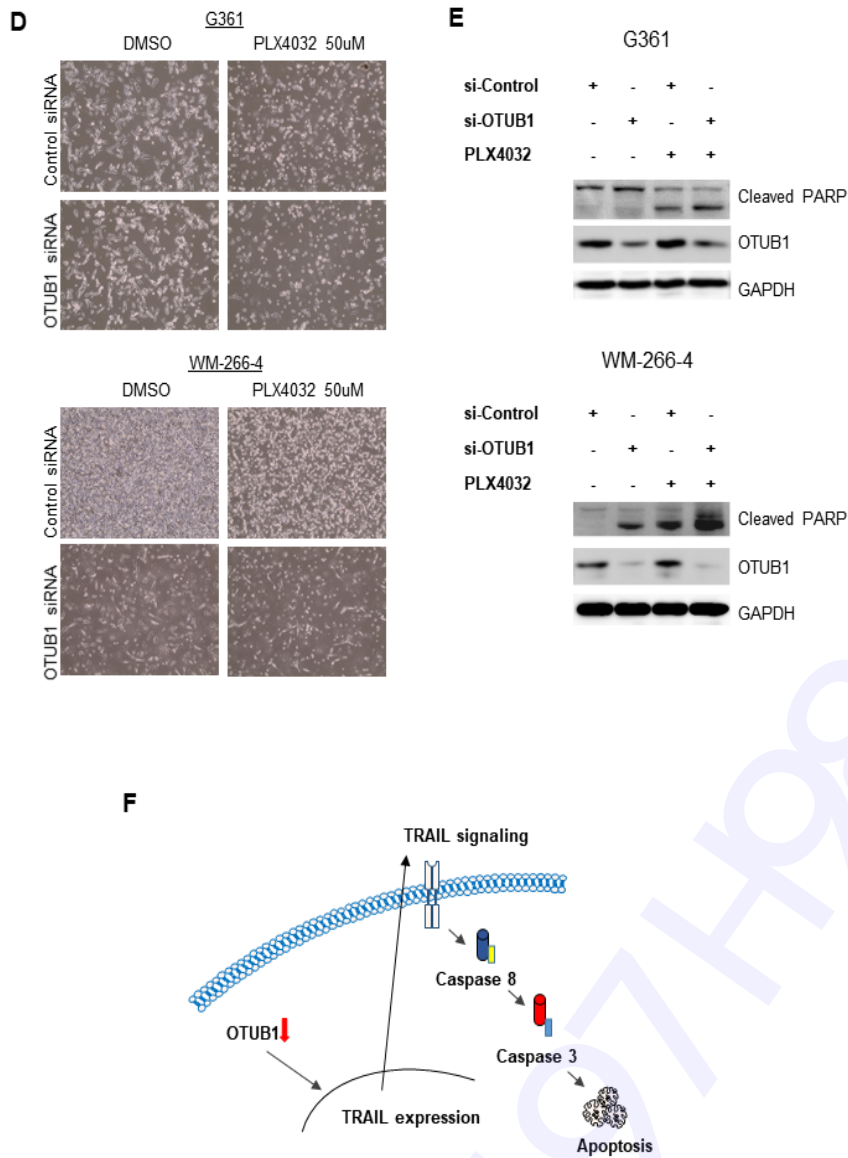 D
G361
DMSO PLX4032 50uM
Control siRNA
OTUB1 siRNA
WM-266-4
DMSO PLX4032 50uM
Control siRNA
OTUB1 siRNA
E
G361
si-Control + - + -
si-OTUB1 - + - +
PLX4032 - - + +
Cleaved PARP
OTUB1
GAPDH
WM-266-4
si-Control + - + -
si-OTUB1 - + - +
PLX4032 - - + +
Cleaved PARP
OTUB1
GAPDH
F
TRAIL signaling
Caspase 8
OTUB1
Caspase 3
TRAIL expression
Apoptosis